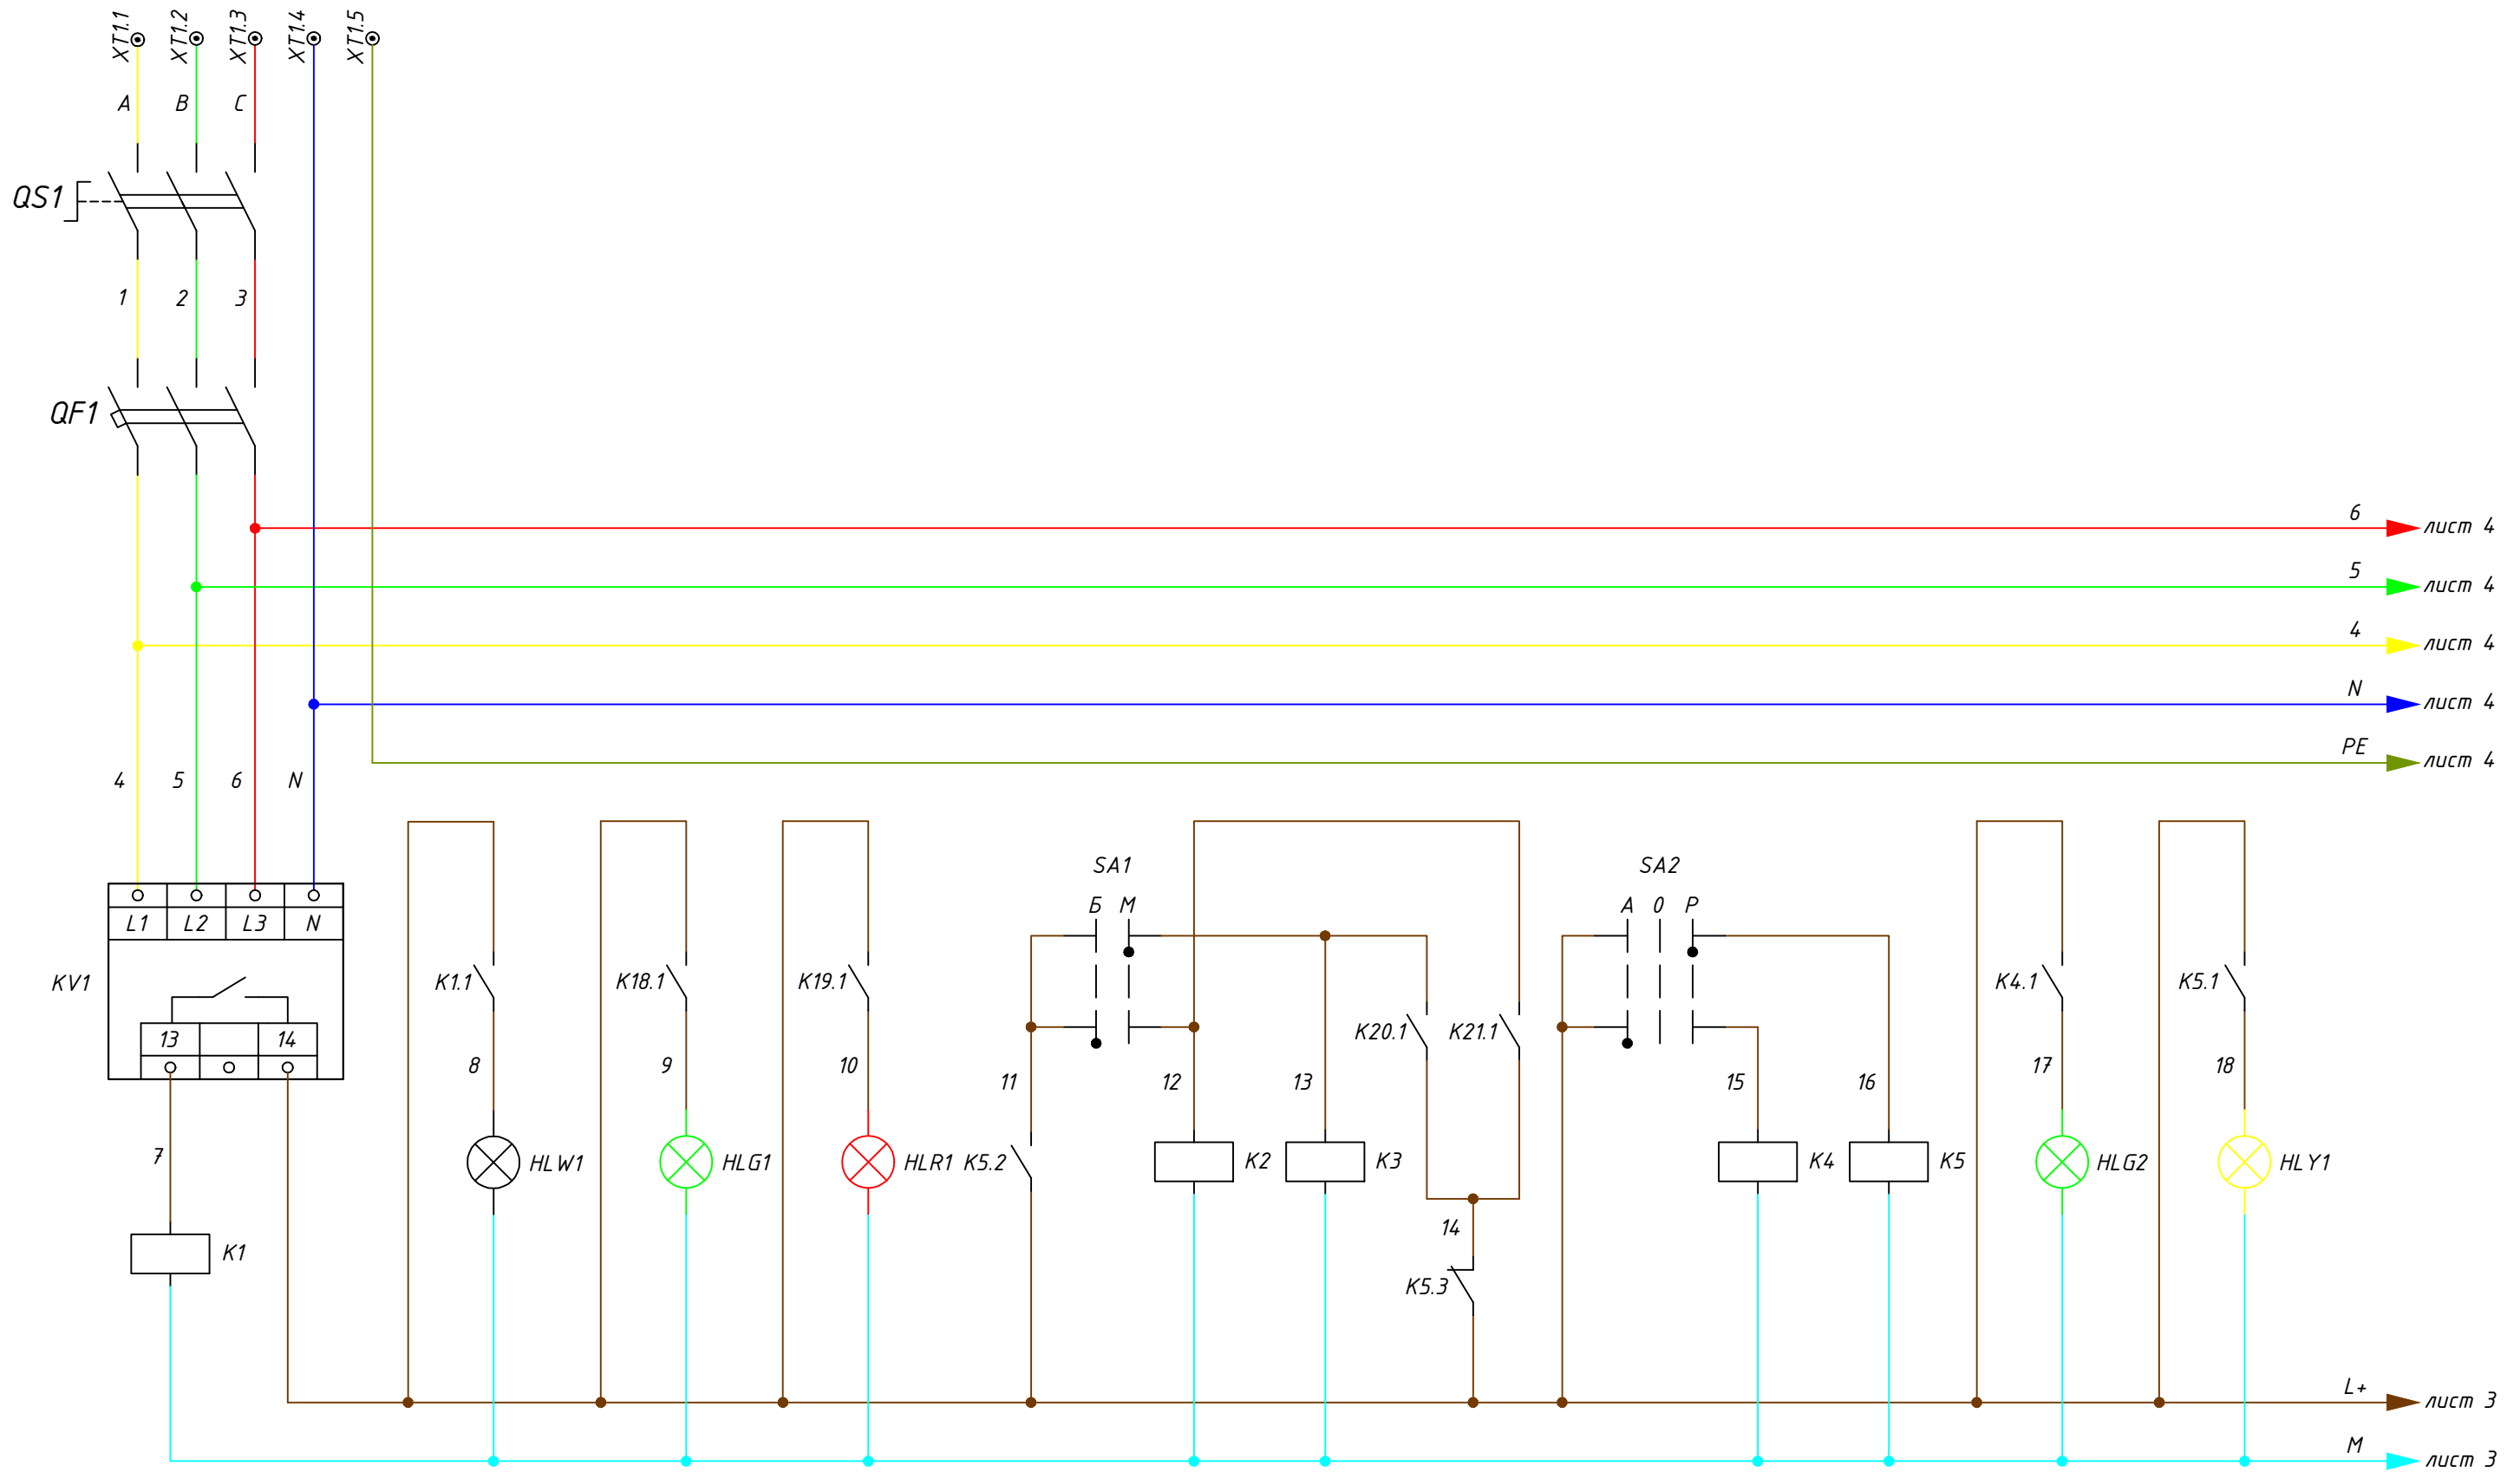 XT1.1
XT1.2
XT1.3
XT1.4
XT1.5
A
B
C
QS1
1
2
3
QF1
6
лист 4
5
лист 4
4
лист 4
N
лист 4
PE
лист 4
4
5
6
N
L1
L2
L3
N
KV1
13
14
7
K1
K1.1
8
HLW1
K18.1
9
HLG1
K19.1
10
HLR1
SA1
Б
М
11
K5.2
12
K2
13
K3
K20.1
K21.1
14
K5.3
SA2
А
0
Р
15
K4
16
K5
K4.1
17
HLG2
K5.1
18
HLY1
L+
лист 3
M
лист 3